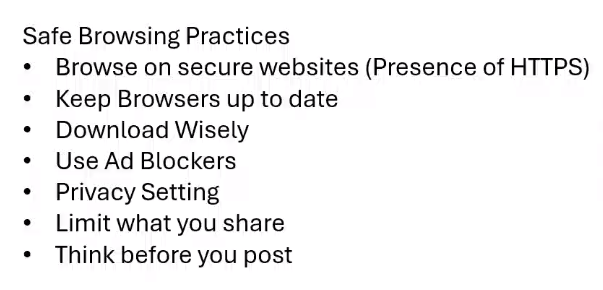 Safe Browsing Practices
• Browse on secure websites (Presence of HTTPS)
• Keep Browsers up to date
• Download Wisely
• Use Ad Blockers
• Privacy Setting
• Limit what you share
• Think before you post